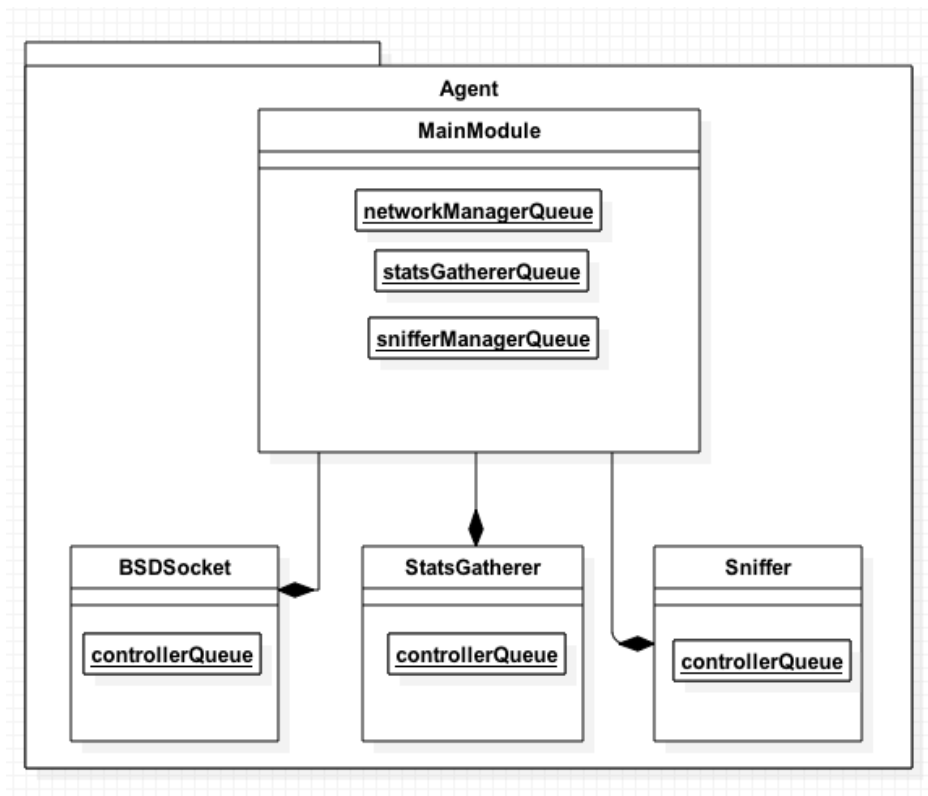 Agent
MainModule
networkManagerQueue
statsGathererQueue
snifferManagerQueue
BSDSocket
StatsGatherer
Sniffer
controllerQueue
controllerQueue
controllerQueue